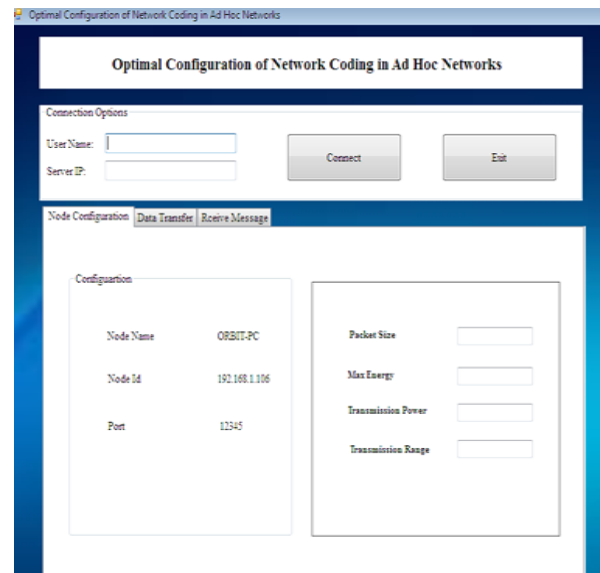 Optimal Configuration of Network Coding in Ad Hoc Networks
Optimal Configuration of Network Coding in Ad Hoc Networks
Connection Options
User Name:
Connect
Exit
Server IP:
Node Configuration Data Transfer Rceive Message
Configuartion
Node Name ORBIT-PC
Node Id 192.168.1.106
Port 12345
Packet Size
Max Energy
Transmission Power
Transmission Range